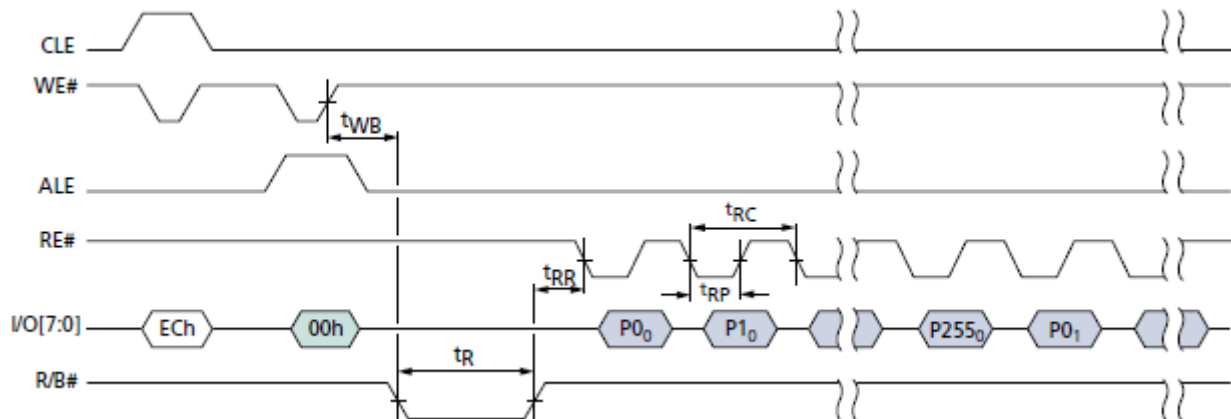 CLE
WE#
tWB
ALE
tRC
RE#
tRR
tRP
I/O[7:0] ECh 00h P0₀ P1₀ P255₀ P0₁
tR
R/B#